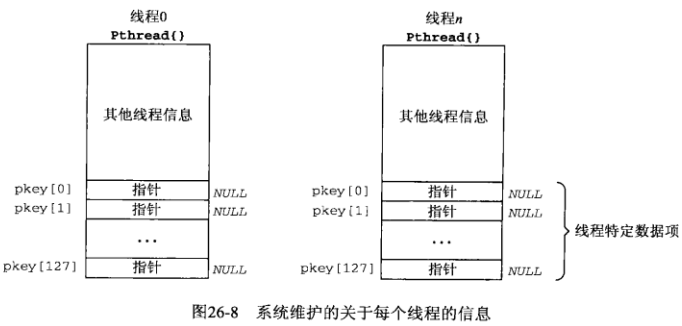 线程0
Pthread{}
其他线程信息
pkey[0] 指针 NULL
pkey[1] 指针 NULL
...
pkey[127] 指针 NULL
线程n
Pthread{}
其他线程信息
pkey[0] 指针 NULL
pkey[1] 指针 NULL
...
pkey[127] 指针 NULL
线程特定数据项
图26-8 系统维护的关于每个线程的信息